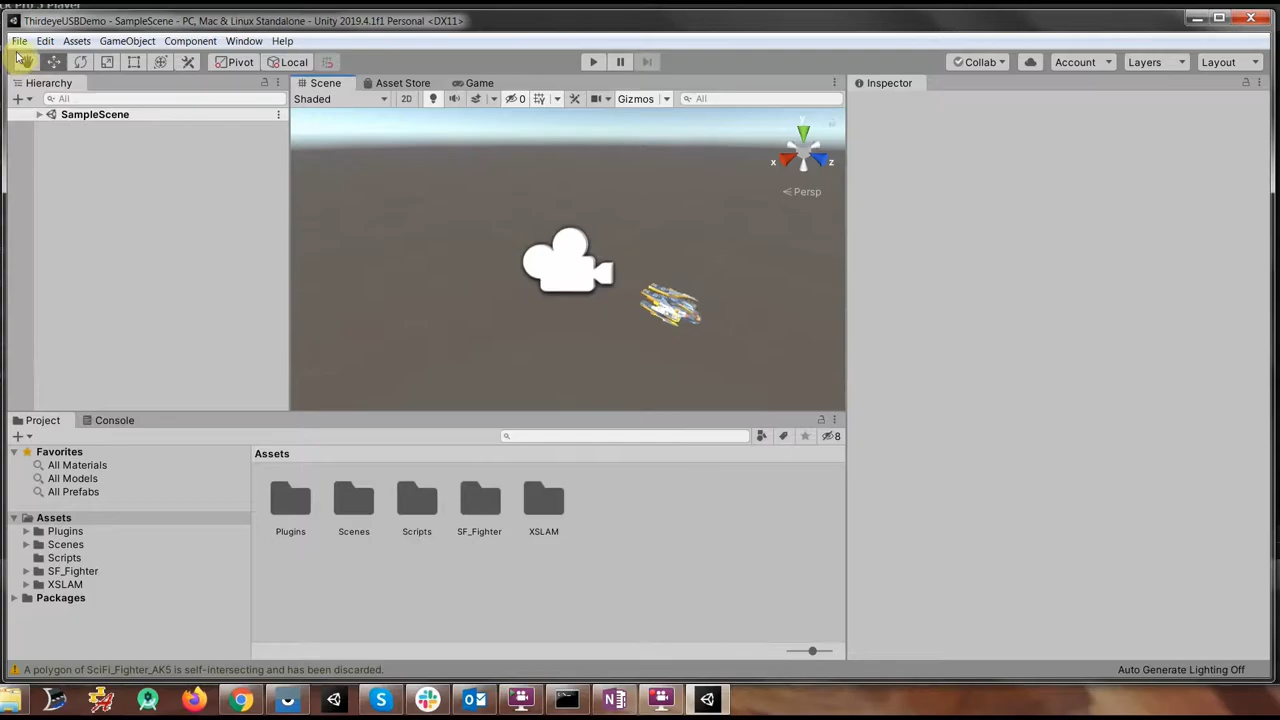 ThirdeyeUSBDemo - SampleScene - PC, Mac & Linux Standalone - Unity 2019.4.1f1 Personal <DX11>
File Edit Assets GameObject Component Window Help
Pivot Local Collab Account Layers Layout
Hierarchy Scene Asset Store Game Inspector
All Shaded 2D 0 Gizmos All
SampleScene
y
x z
Persp
Project Console
8
Favorites Assets
All Materials
All Models
All Prefabs
Assets
Plugins Plugins Scenes Scripts SF_Fighter XSLAM
Scenes
Scripts
SF_Fighter
XSLAM
Packages
A polygon of SciFi_Fighter_AK5 is self-intersecting and has been discarded. Auto Generate Lighting Off